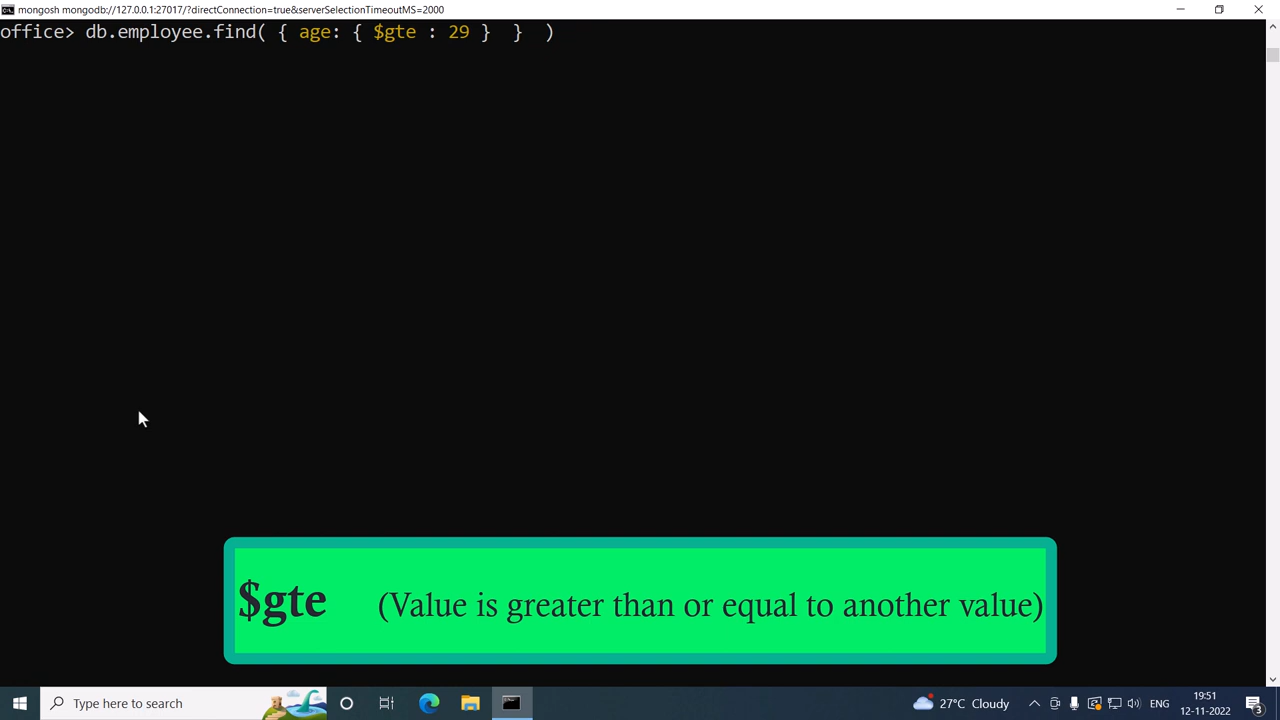 mongosh mongodb://127.0.0.1:27017/?directConnection=true&serverSelectionTimeoutMS=2000
office> db.employee.find( { age: { $gte : 29 }  }  )
$gte (Value is greater than or equal to another value)
Type here to search
27°C Cloudy
ENG
19:51
12-11-2022
3